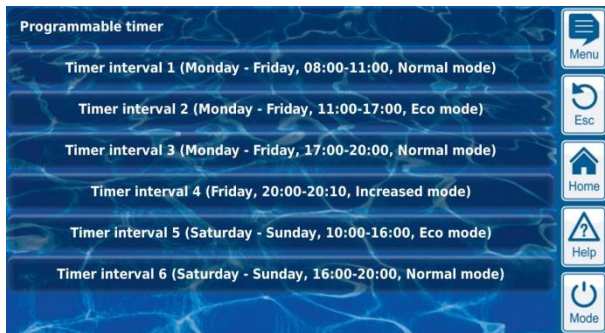 Programmable timer
Timer interval 1 (Monday - Friday, 08:00-11:00, Normal mode)
Timer interval 2 (Monday - Friday, 11:00-17:00, Eco mode)
Timer interval 3 (Monday - Friday, 17:00-20:00, Normal mode)
Timer interval 4 (Friday, 20:00-20:10, Increased mode)
Timer interval 5 (Saturday - Sunday, 10:00-16:00, Eco mode)
Timer interval 6 (Saturday - Sunday, 16:00-20:00, Normal mode)
Menu
Esc
Home
?
Help
Mode